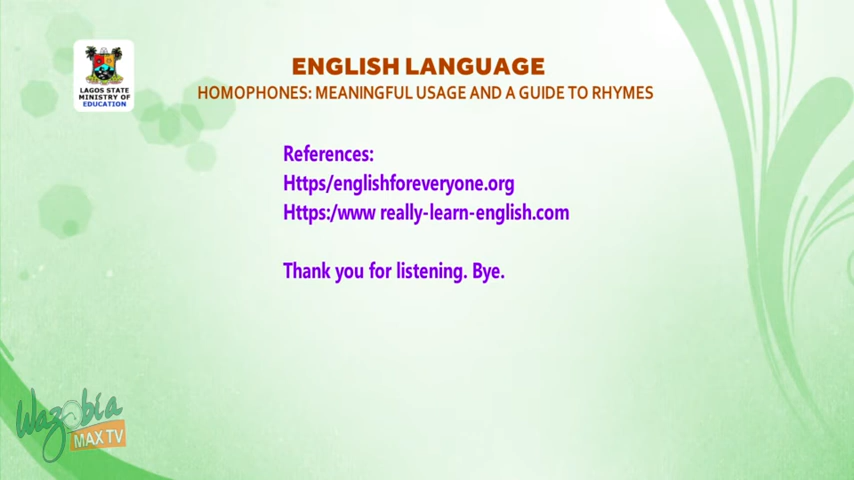 LAGOS STATE
MINISTRY OF
EDUCATION
ENGLISH LANGUAGE
HOMOPHONES: MEANINGFUL USAGE AND A GUIDE TO RHYMES
References:
Https/englishforeveryone.org
Https:/www really-learn-english.com
Thank you for listening. Bye.
Wazobia
MAX TV